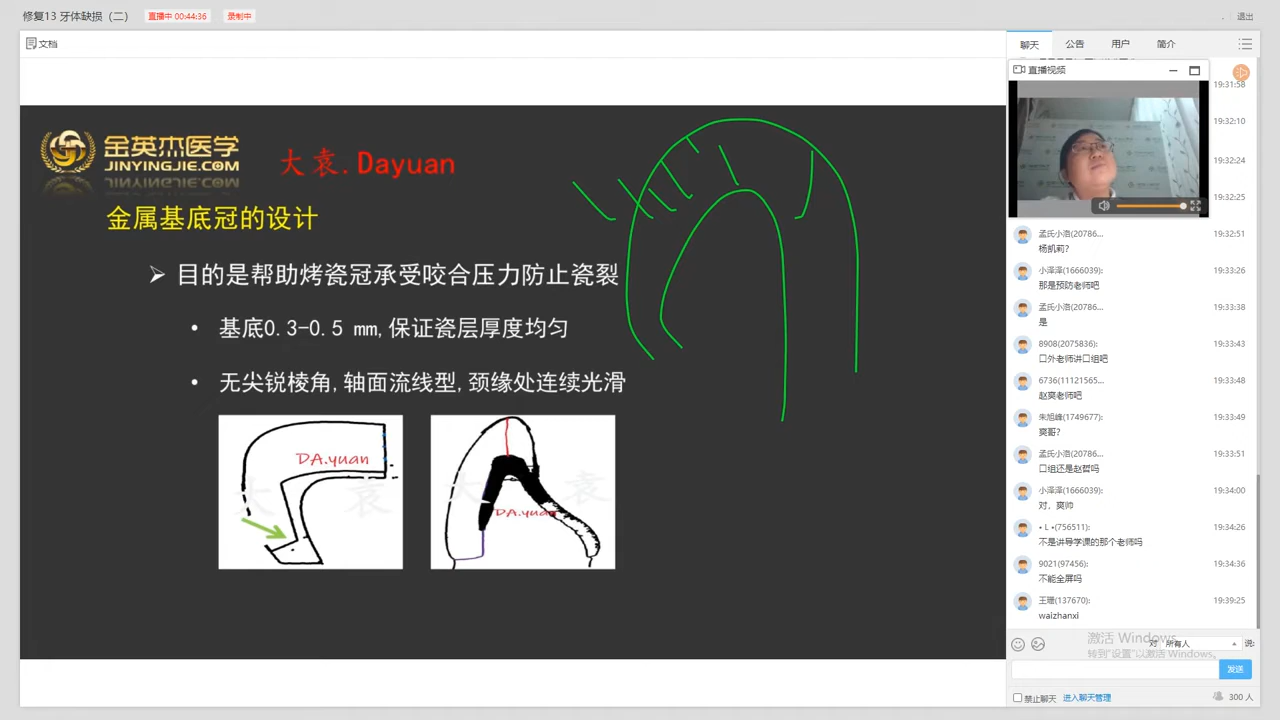 修复13 牙体缺损（二）
直播中 00:44:36
录制中
退出
文档
聊天
公告
用户
简介
直播视频
19:31:58
19:32:10
19:32:24
19:32:25
金英杰医学
JINYINGJIE.COM
大袁.Dayuan
金属基底冠的设计
➢ 目的是帮助烤瓷冠承受咬合压力防止瓷裂
• 基底0.3-0.5 mm,保证瓷层厚度均匀
• 无尖锐棱角,轴面流线型,颈缘处连续光滑
DA.yuan
大 袁
DA.yuan
大 袁
孟氏小洛(20786... 19:32:51
杨凯莉?
小泽泽(1666039): 19:33:26
那是预防老师吧
孟氏小洛(20786... 19:33:38
是
8908(2075836): 19:33:43
口外老师讲口组吧
6736(11121565... 19:33:48
赵爽老师吧
朱旭峰(1749677): 19:33:49
爽哥?
孟氏小洛(20786... 19:33:51
口组还是赵哲吗
小泽泽(1666039): 19:34:00
对，爽帅
• L •(756511): 19:34:26
不是讲导学课的那个老师吗
9021(97456): 19:34:36
不能全屏吗
王珊(137670): 19:39:25
waizhanxi
激活 Windows
转到"设置"以激活 Windows。
对 所有人 说:
发送
禁止聊天 进入聊天管理
300 人